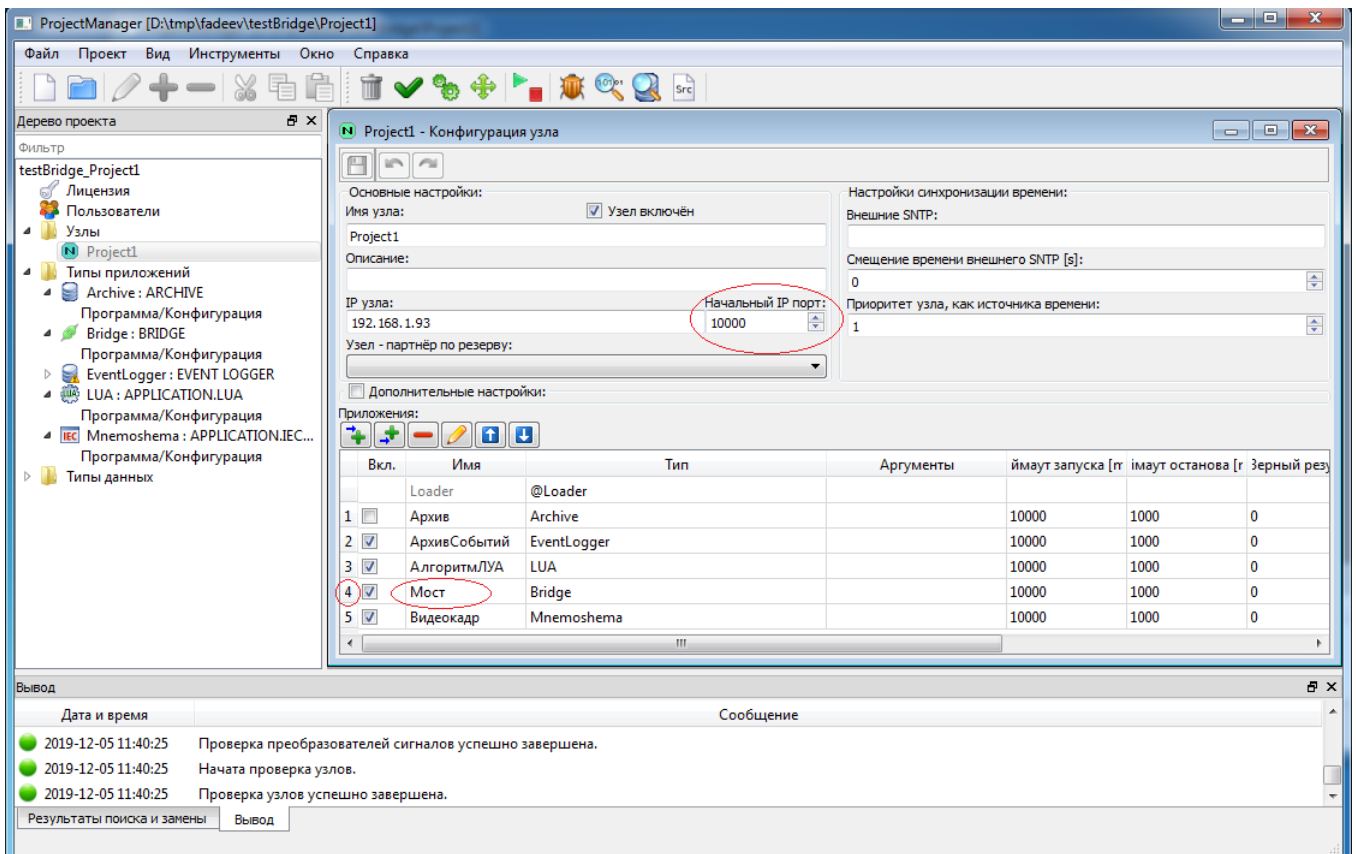 ProjectManager [D:\tmp\fadeev\testBridge\Project1]
Файл Проект Вид Инструменты Окно Справка
Src
Дерево проекта
Фильтр
testBridge_Project1
Лицензия
Пользователи
Узлы
Project1
Типы приложений
Archive : ARCHIVE
Программа/Конфигурация
Bridge : BRIDGE
Программа/Конфигурация
EventLogger : EVENT LOGGER
LUA : APPLICATION.LUA
Программа/Конфигурация
Mnemoshema : APPLICATION.IEC...
Программа/Конфигурация
Типы данных
Project1 - Конфигурация узла
Основные настройки:
Имя узла: Узел включён
Project1
Описание:
IP узла: Начальный IP порт:
192.168.1.93 10000
Узел - партнёр по резерву:
Дополнительные настройки:
Настройки синхронизации времени:
Внешние SNTP:
Смещение времени внешнего SNTP [s]:
0
Приоритет узла, как источника времени:
1
Приложения:
Вкл. Имя Тип Аргументы ймаут запуска [m імаут останова [r Зерный резу
Loader @Loader
1 Архив Archive 10000 1000 0
2 АрхивСобытий EventLogger 10000 1000 0
3 АлгоритмЛУА LUA 10000 1000 0
4 Мост Bridge 10000 1000 0
5 Видеокадр Mnemoshema 10000 1000 0
Вывод
Дата и время Сообщение
2019-12-05 11:40:25 Проверка преобразователей сигналов успешно завершена.
2019-12-05 11:40:25 Начата проверка узлов.
2019-12-05 11:40:25 Проверка узлов успешно завершена.
Результаты поиска и замены Вывод